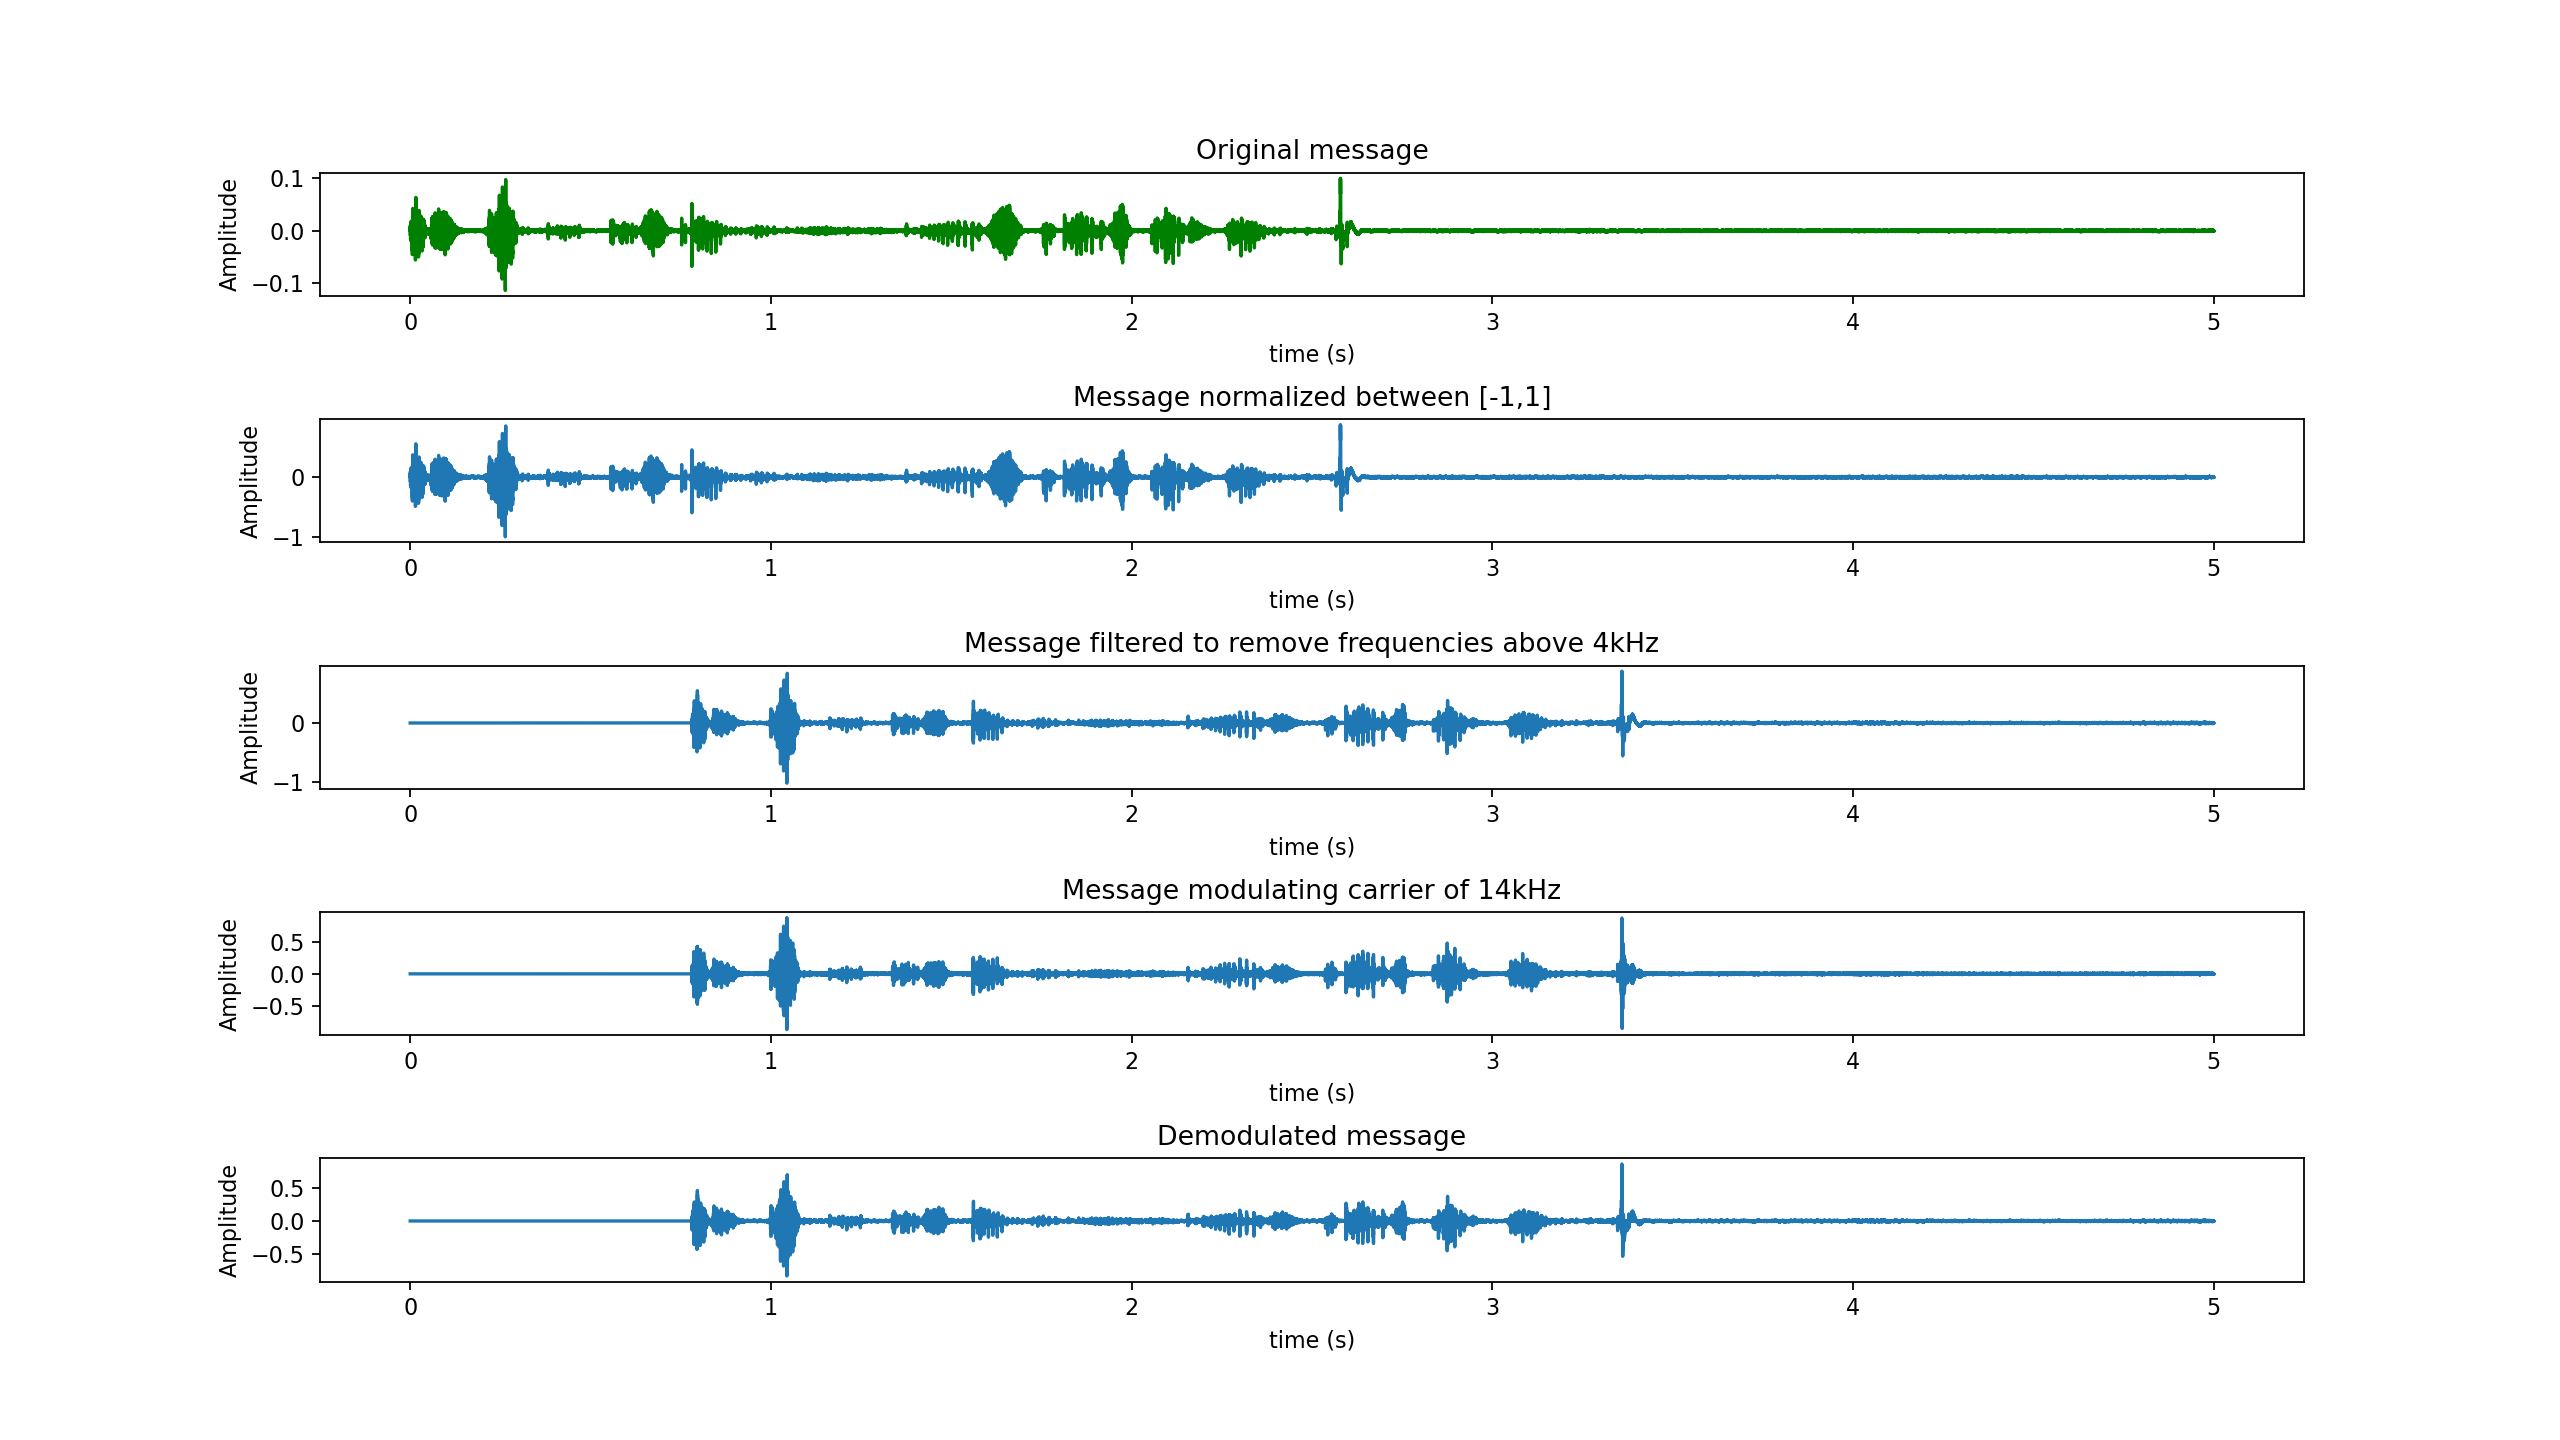 Original message
Amplitude
0.1
0.0
−0.1
0 1 2 3 4 5
time (s)
Message normalized between [-1,1]
Amplitude
0
−1
0 1 2 3 4 5
time (s)
Message filtered to remove frequencies above 4kHz
Amplitude
0
−1
0 1 2 3 4 5
time (s)
Message modulating carrier of 14kHz
Amplitude
0.5
0.0
−0.5
0 1 2 3 4 5
time (s)
Demodulated message
Amplitude
0.5
0.0
−0.5
0 1 2 3 4 5
time (s)